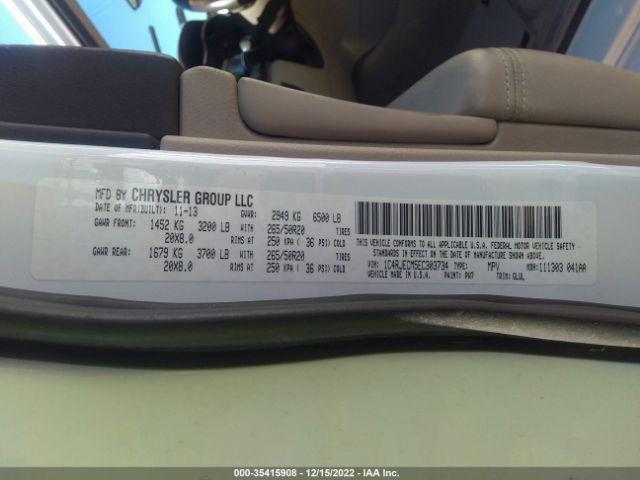 MFD BY CHRYSLER GROUP LLC
DATE OF MFR(BUILT): 11-13 GVWR: 2949 KG 6500 LB
GAWR FRONT: 1452 KG 3200 LB WITH 265/50R20 TIRES
20X8.0 RIMS AT 250 KPA ( 36 PSI) COLD
GAWR REAR: 1679 KG 3700 LB WITH 265/50R20 TIRES
20X8.0 RIMS AT 250 KPA ( 36 PSI) COLD
THIS VEHICLE CONFORMS TO ALL APPLICABLE U.S.A. FEDERAL MOTOR VEHICLE SAFETY
STANDARDS IN EFFECT ON THE DATE OF MANUFACTURE SHOWN ABOVE.
VIN: 1C4RJECM5EC303734 TYPE: MPV MDH: 111303 041AA
VEHICLE MADE IN U.S.A. PAINT: PW7 TRIM: GLUL
000-35415908 - 12/15/2022 - IAA Inc.